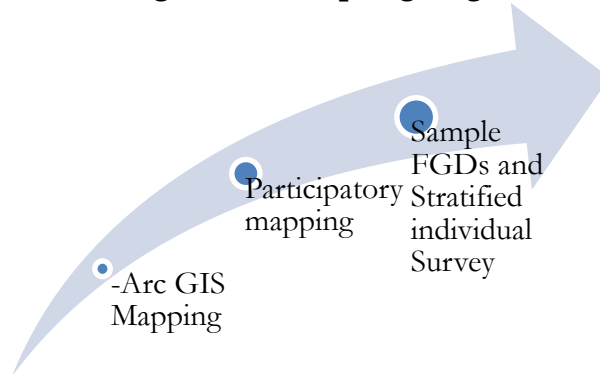 -Arc GIS
Mapping
Participatory
mapping
Sample
FGDs and
Stratified
individual
Survey